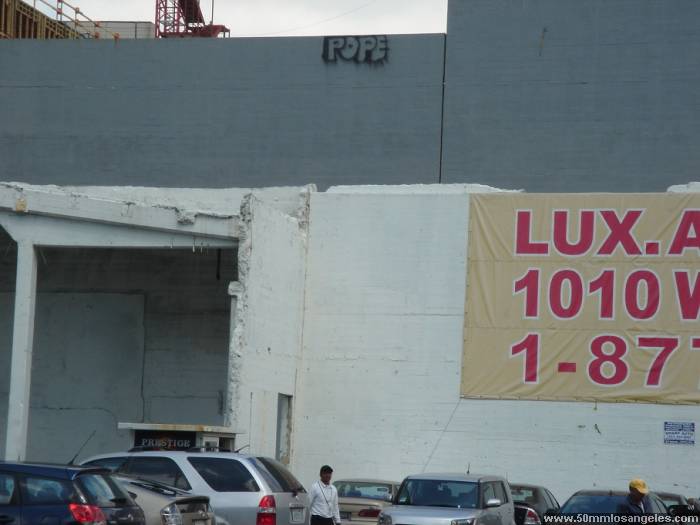 POPE
LUX.A
1010 W
1-877
PRESTIGE
www.50mmlosangeles.com